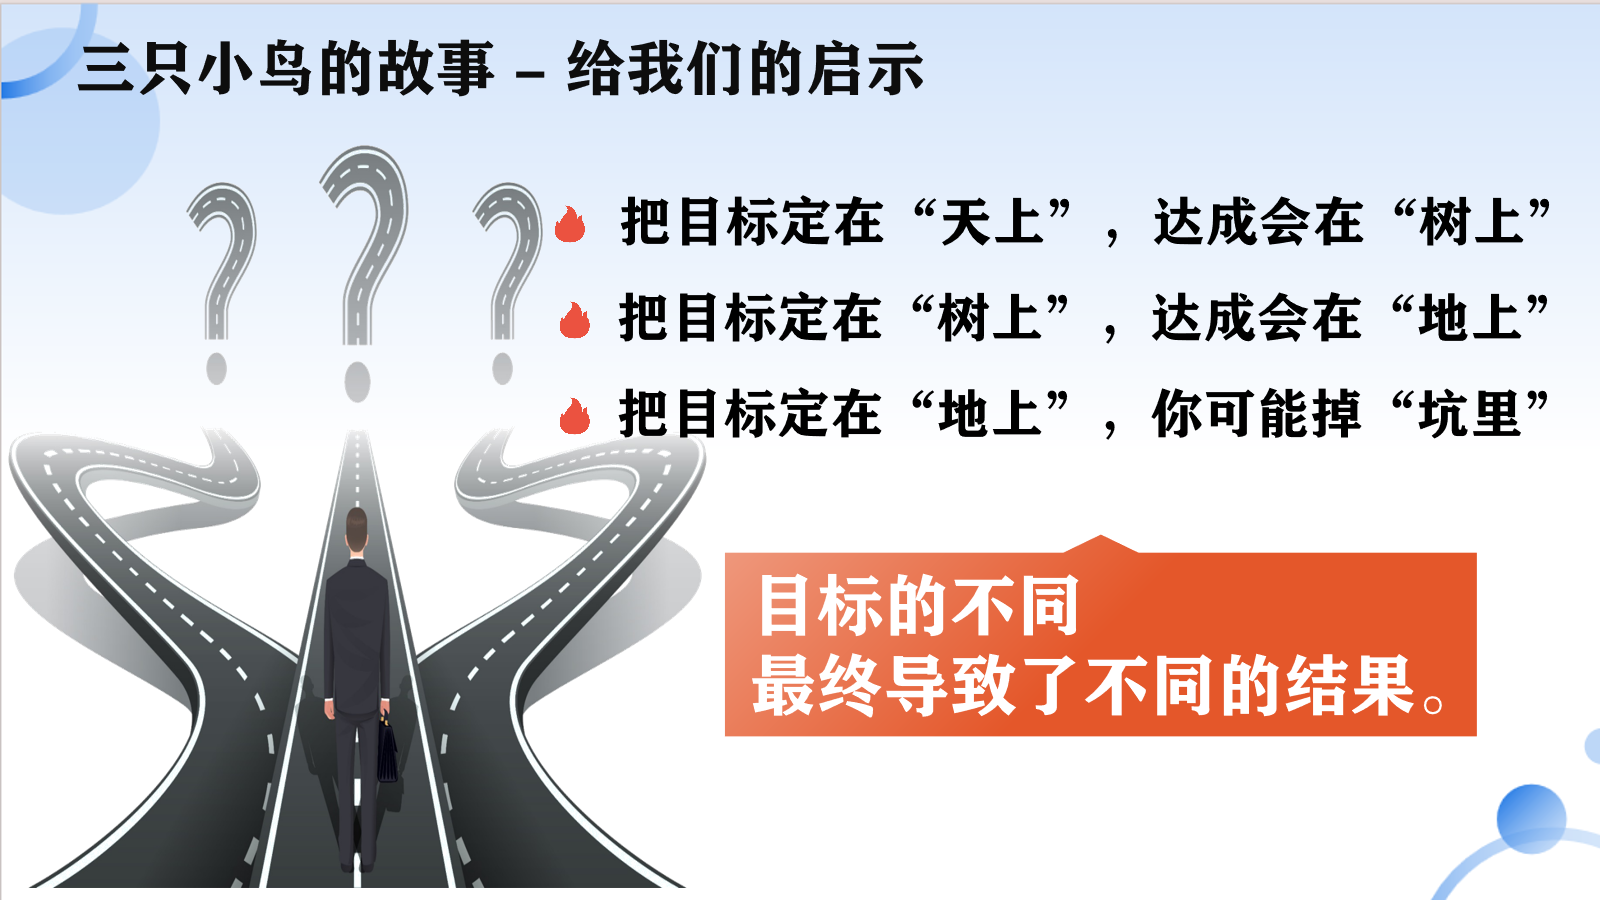 三只小鸟的故事 – 给我们的启示
把目标定在“天上”，达成会在“树上”
把目标定在“树上”，达成会在“地上”
把目标定在“地上”，你可能掉“坑里”
目标的不同
最终导致了不同的结果。